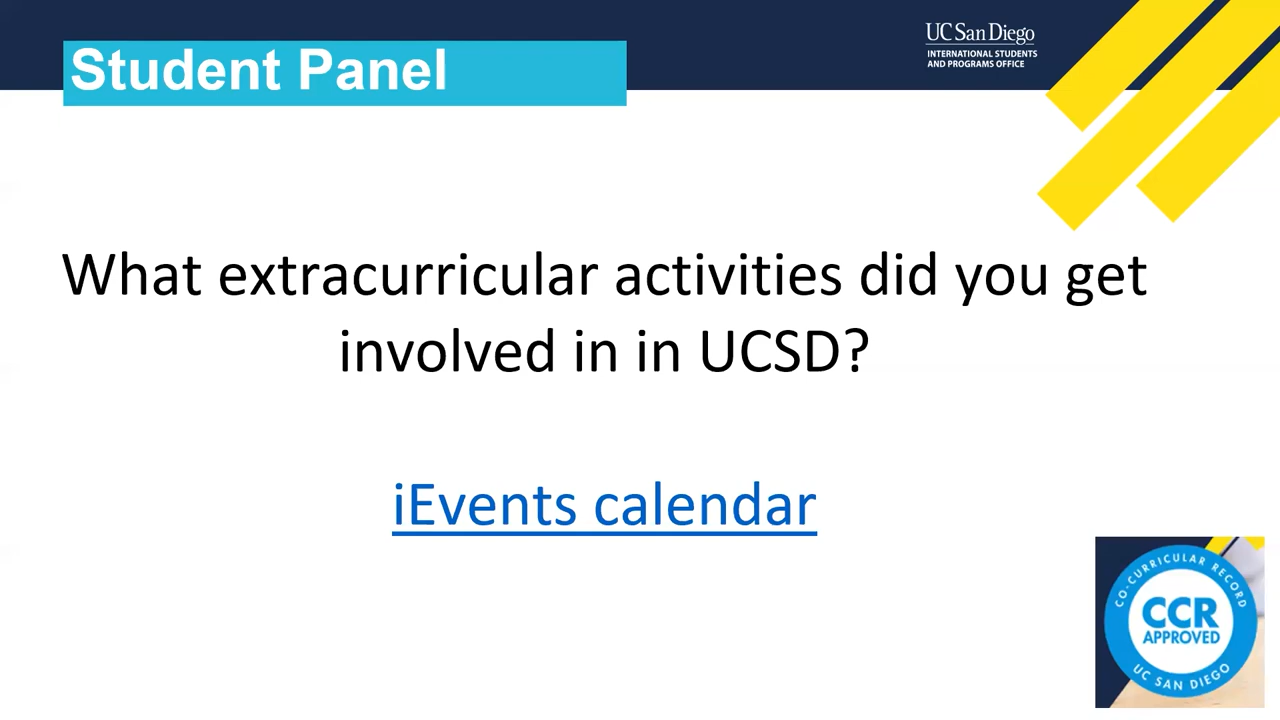 Student Panel
UC San Diego
INTERNATIONAL STUDENTS
AND PROGRAMS OFFICE
What extracurricular activities did you get
involved in in UCSD?
iEvents calendar
CO-CURRICULAR RECORD
CCR
APPROVED
UC SAN DIEGO